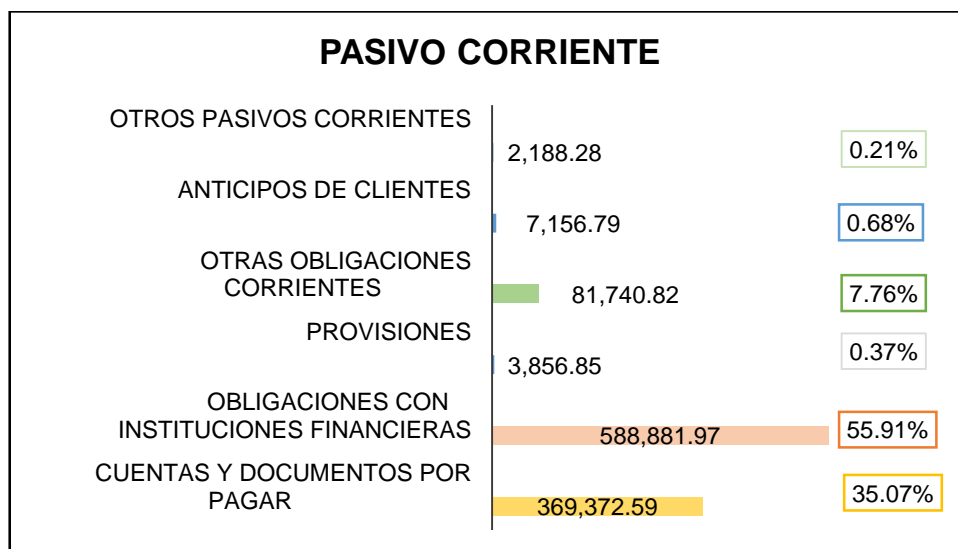 PASIVO CORRIENTE
OTROS PASIVOS CORRIENTES
2,188.28
0.21%
ANTICIPOS DE CLIENTES
7,156.79
0.68%
OTRAS OBLIGACIONES
CORRIENTES
81,740.82
7.76%
PROVISIONES
3,856.85
0.37%
OBLIGACIONES CON
INSTITUCIONES FINANCIERAS
588,881.97
55.91%
CUENTAS Y DOCUMENTOS POR
PAGAR
369,372.59
35.07%